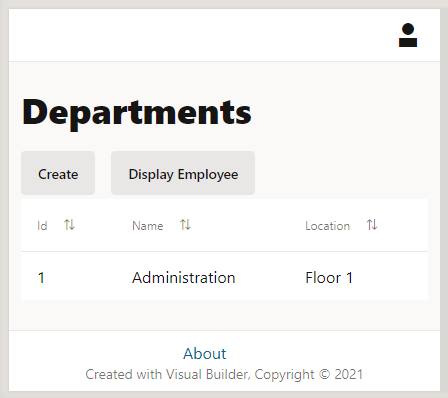 Departments
Create Display Employee
Id Name Location
1 Administration Floor 1
About
Created with Visual Builder, Copyright © 2021